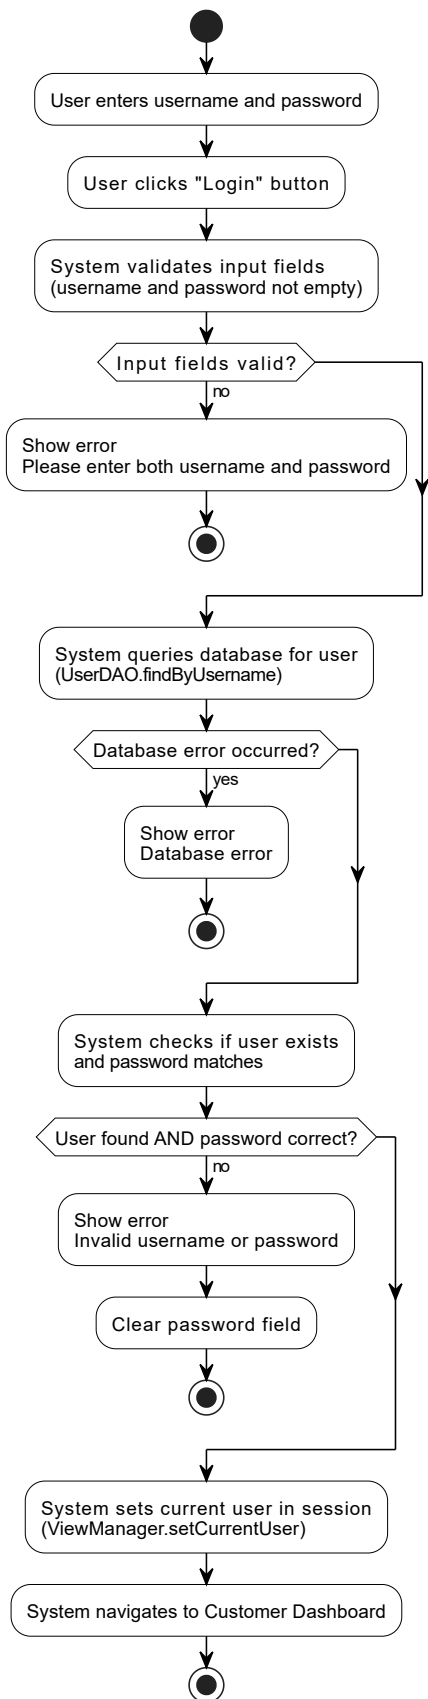 User enters username and password
User clicks "Login" button
System validates input fields
(username and password not empty)
Input fields valid?
no
Show error
Please enter both username and password
System queries database for user
(UserDAO.findByUsername)
Database error occurred?
yes
Show error
Database error
System checks if user exists
and password matches
User found AND password correct?
no
Show error
Invalid username or password
Clear password field
System sets current user in session
(ViewManager.setCurrentUser)
System navigates to Customer Dashboard